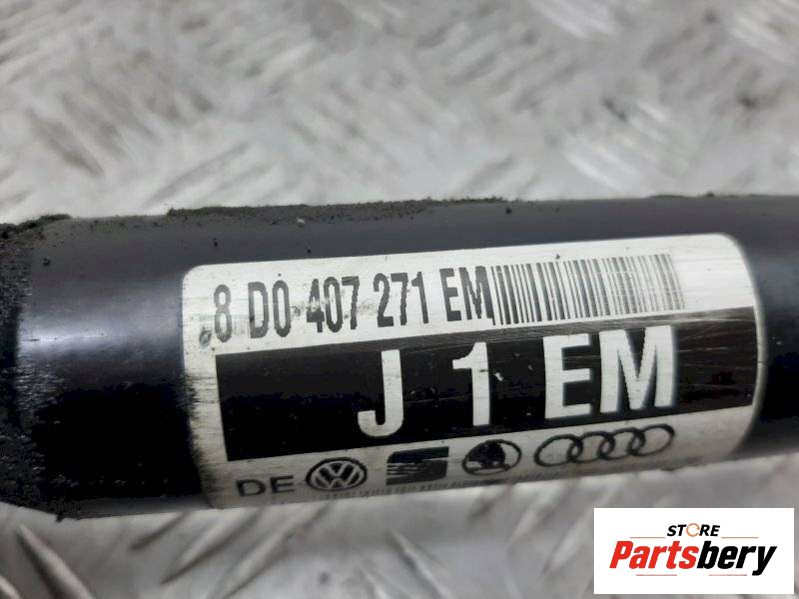 8 D0 407 271 EM
J 1 EM
DE
STORE
Partsbery